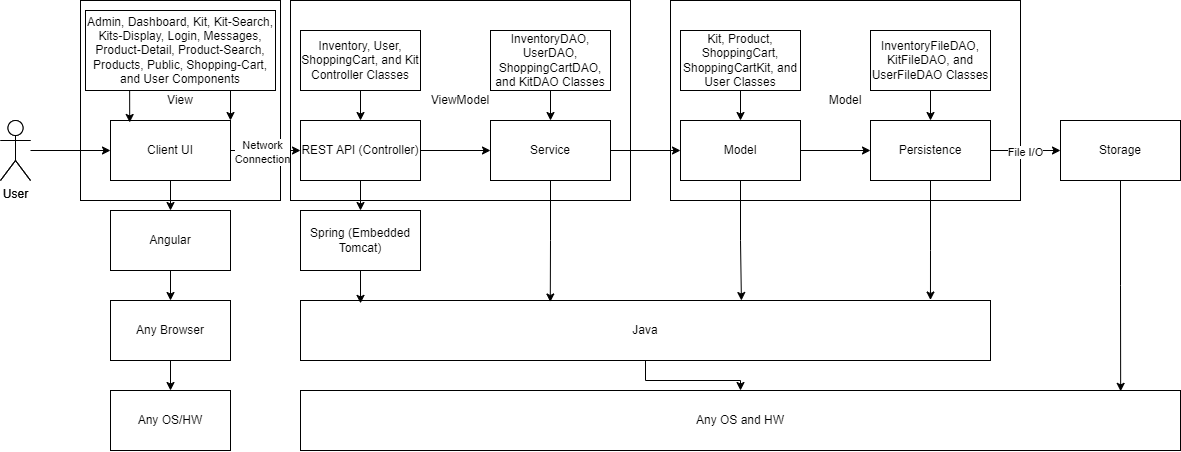 Admin, Dashboard, Kit, Kit-Search,
Kits-Display, Login, Messages,
Product-Detail, Product-Search,
Products, Public, Shopping-Cart,
and User Components
Inventory, User,
ShoppingCart, and Kit
Controller Classes
InventoryDAO,
UserDAO,
ShoppingCartDAO,
and KitDAO Classes
Kit, Product,
ShoppingCart,
ShoppingCartKit, and
User Classes
InventoryFileDAO,
KitFileDAO, and
UserFileDAO Classes
View
ViewModel
Model
User
Client UI
Network
Connection
REST API (Controller)
Service
Model
Persistence
File I/O
Storage
Angular
Spring (Embedded
Tomcat)
Any Browser
Java
Any OS/HW
Any OS and HW